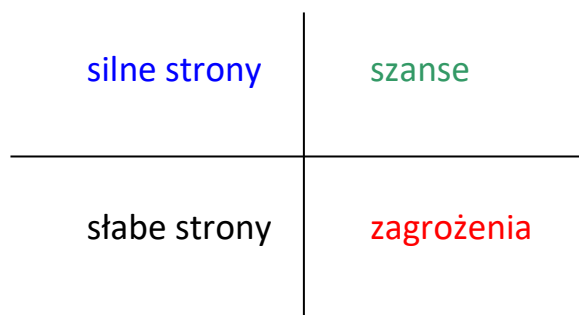 silne strony
szanse
słabe strony
zagrożenia